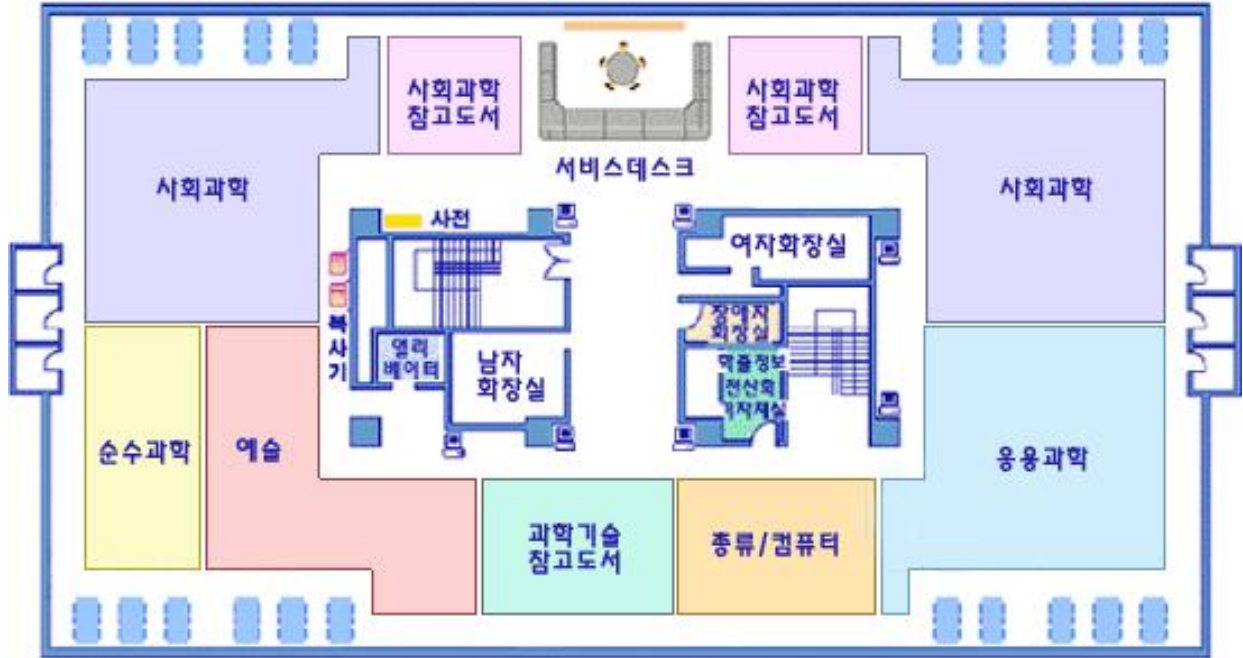 사회과학
참고도서
사회과학
참고도서
서비스데스크
사회과학
사회과학
사전
여자화장실
복사기
엘리
베이터
남자
화장실
장애자
화장실
학술정보
전산화
기자재실
순수과학
예술
응용과학
과학기술
참고도서
총류/컴퓨터